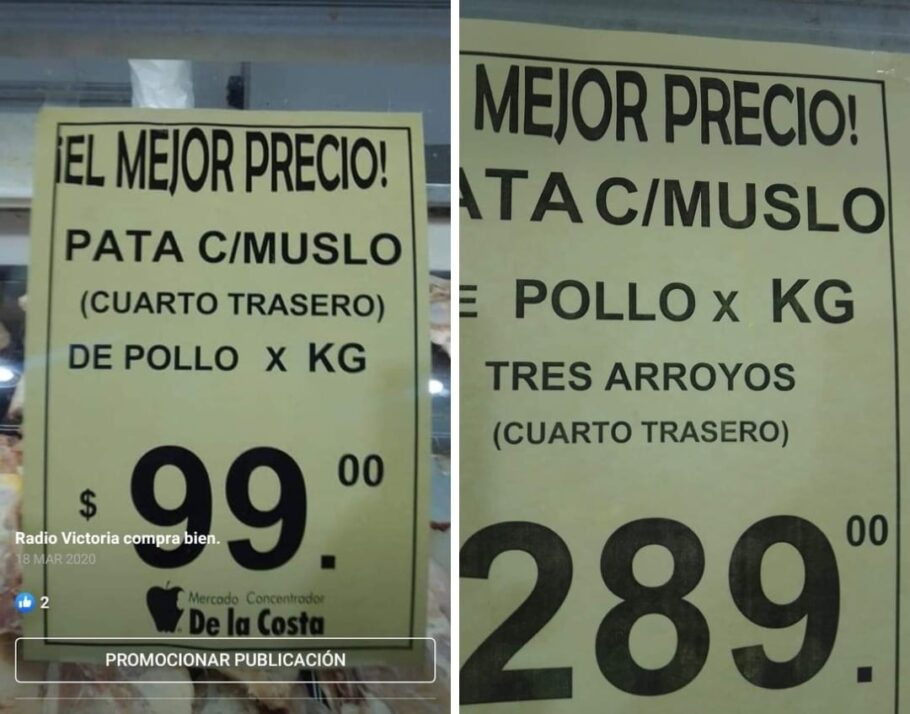 ¡EL MEJOR PRECIO!
PATA C/MUSLO
(CUARTO TRASERO)
DE POLLO X KG
$ 99.00
Radio Victoria compra bien.
18 MAR 2020
2
Mercado Concentrador
De la Costa
PROMOCIONAR PUBLICACIÓN
MEJOR PRECIO!
ATA C/MUSLO
E POLLO X KG
TRES ARROYOS
(CUARTO TRASERO)
289.00